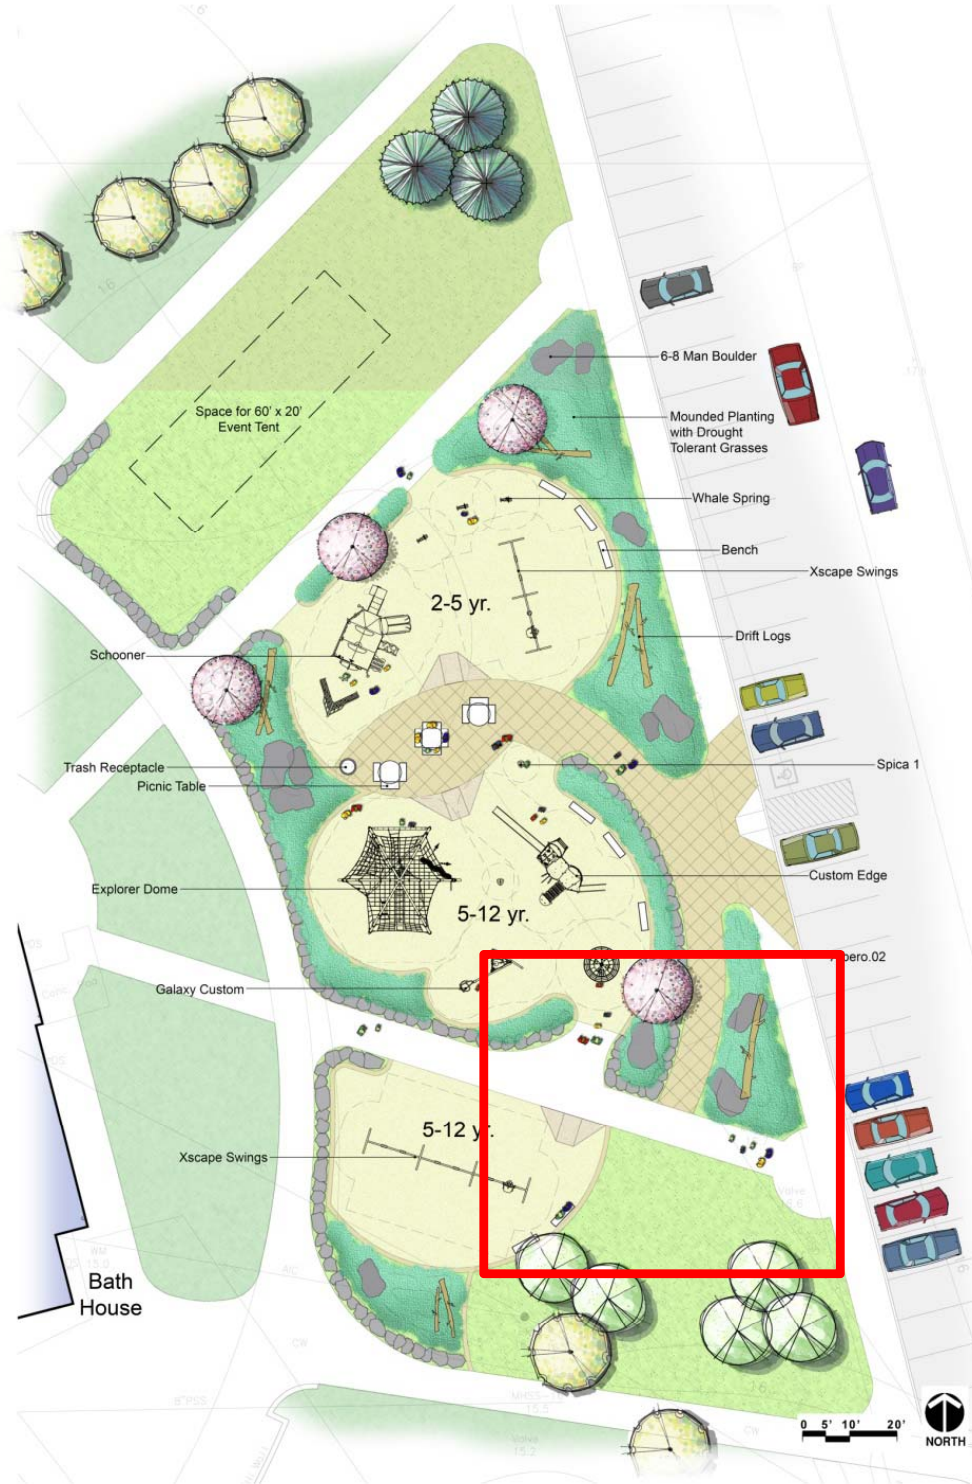 Space for 60' x 20'
Event Tent
6-8 Man Boulder
Mounded Planting
with Drought
Tolerant Grasses
Whale Spring
Bench
Xscape Swings
2-5 yr.
Drift Logs
Schooner
Trash Receptacle
Picnic Table
Spica 1
Explorer Dome
Custom Edge
5-12 yr.
Galaxy Custom
5-12 yr.
Xscape Swings
Bath
House
0 5' 10' 20'
NORTH